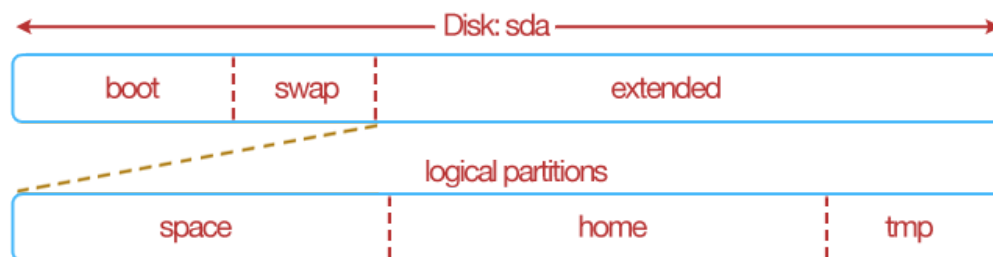 Disk: sda
boot swap extended
logical partitions
space home tmp